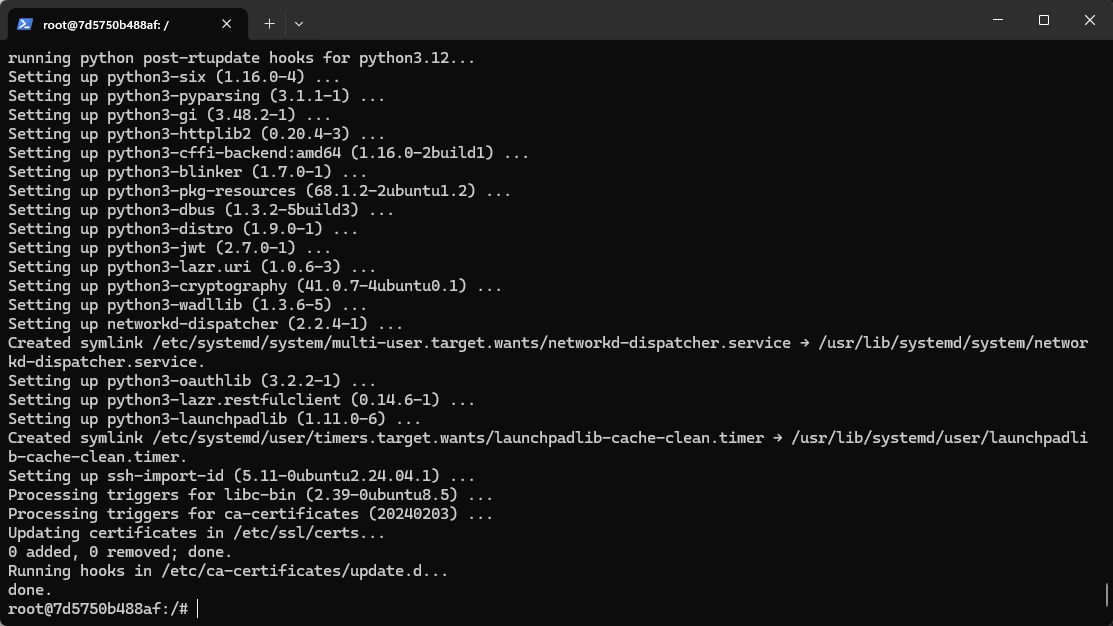 root@7d5750b488af: /
running python post-rtupdate hooks for python3.12...
Setting up python3-six (1.16.0-4) ...
Setting up python3-pyparsing (3.1.1-1) ...
Setting up python3-gi (3.48.2-1) ...
Setting up python3-httplib2 (0.20.4-3) ...
Setting up python3-cffi-backend:amd64 (1.16.0-2build1) ...
Setting up python3-blinker (1.7.0-1) ...
Setting up python3-pkg-resources (68.1.2-2ubuntu1.2) ...
Setting up python3-dbus (1.3.2-5build3) ...
Setting up python3-distro (1.9.0-1) ...
Setting up python3-jwt (2.7.0-1) ...
Setting up python3-lazr.uri (1.0.6-3) ...
Setting up python3-cryptography (41.0.7-4ubuntu0.1) ...
Setting up python3-wadllib (1.3.6-5) ...
Setting up networkd-dispatcher (2.2.4-1) ...
Created symlink /etc/systemd/system/multi-user.target.wants/networkd-dispatcher.service → /usr/lib/systemd/system/networ
kd-dispatcher.service.
Setting up python3-oauthlib (3.2.2-1) ...
Setting up python3-lazr.restfulclient (0.14.6-1) ...
Setting up python3-launchpadlib (1.11.0-6) ...
Created symlink /etc/systemd/user/timers.target.wants/launchpadlib-cache-clean.timer → /usr/lib/systemd/user/launchpadli
b-cache-clean.timer.
Setting up ssh-import-id (5.11-0ubuntu2.24.04.1) ...
Processing triggers for libc-bin (2.39-0ubuntu8.5) ...
Processing triggers for ca-certificates (20240203) ...
Updating certificates in /etc/ssl/certs...
0 added, 0 removed; done.
Running hooks in /etc/ca-certificates/update.d...
done.
root@7d5750b488af:/#